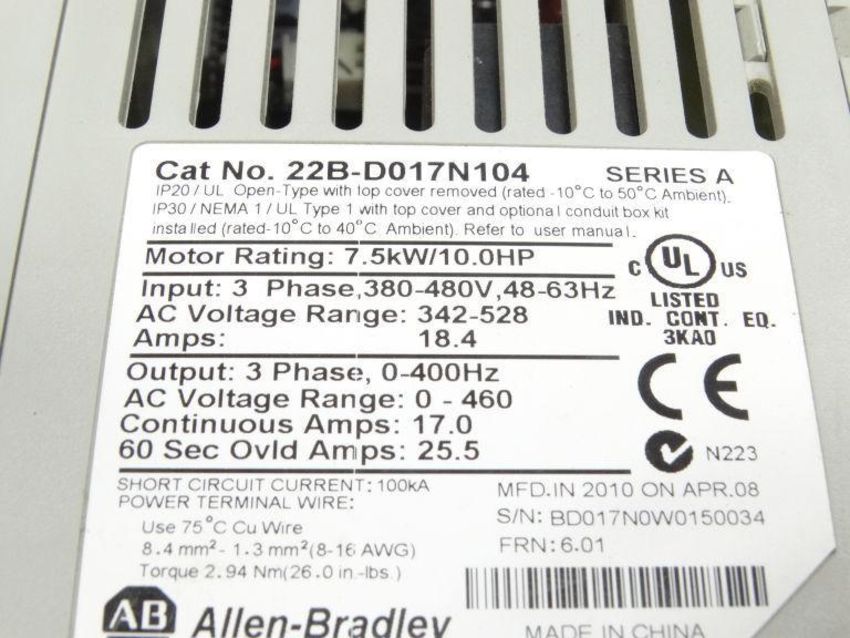 Cat No. 22B-D017N104 SERIES A
IP20 / UL Open-Type with top cover removed (rated -10°C to 50°C Ambient).
IP30 / NEMA 1 / UL Type 1 with top cover and optional conduit box kit
installed (rated-10°C to 40°C Ambient). Refer to user manual.
Motor Rating: 7.5kW/10.0HP
Input: 3 Phase,380-480V,48-63Hz
AC Voltage Range: 342-528
Amps: 18.4
C UL US
LISTED
IND. CONT. EQ.
3KA0
Output: 3 Phase, 0-400Hz
AC Voltage Range: 0 - 460
Continuous Amps: 17.0
60 Sec Ovld Amps: 25.5
CE
N223
SHORT CIRCUIT CURRENT: 100kA
POWER TERMINAL WIRE:
Use 75°C Cu Wire
8.4 mm² - 1.3 mm² (8-16 AWG)
Torque 2.94 Nm(26.0 in.-lbs.)
MFD.IN 2010 ON APR.08
S/N: BD017N0W0150034
FRN: 6.01
AB Allen-Bradley
MADE IN CHINA